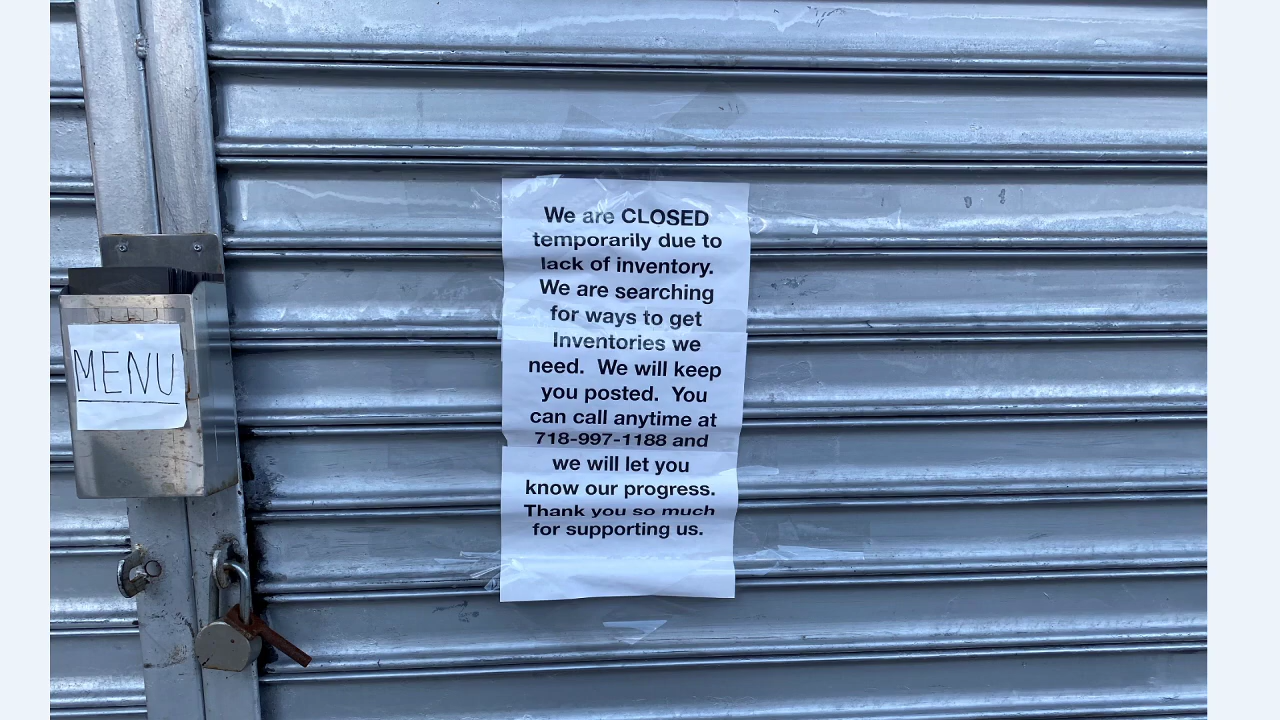 MENU
We are CLOSED
temporarily due to
lack of inventory.
We are searching
for ways to get
Inventories we
need. We will keep
you posted. You
can call anytime at
718-997-1188 and
we will let you
know our progress.
Thank you so much
for supporting us.